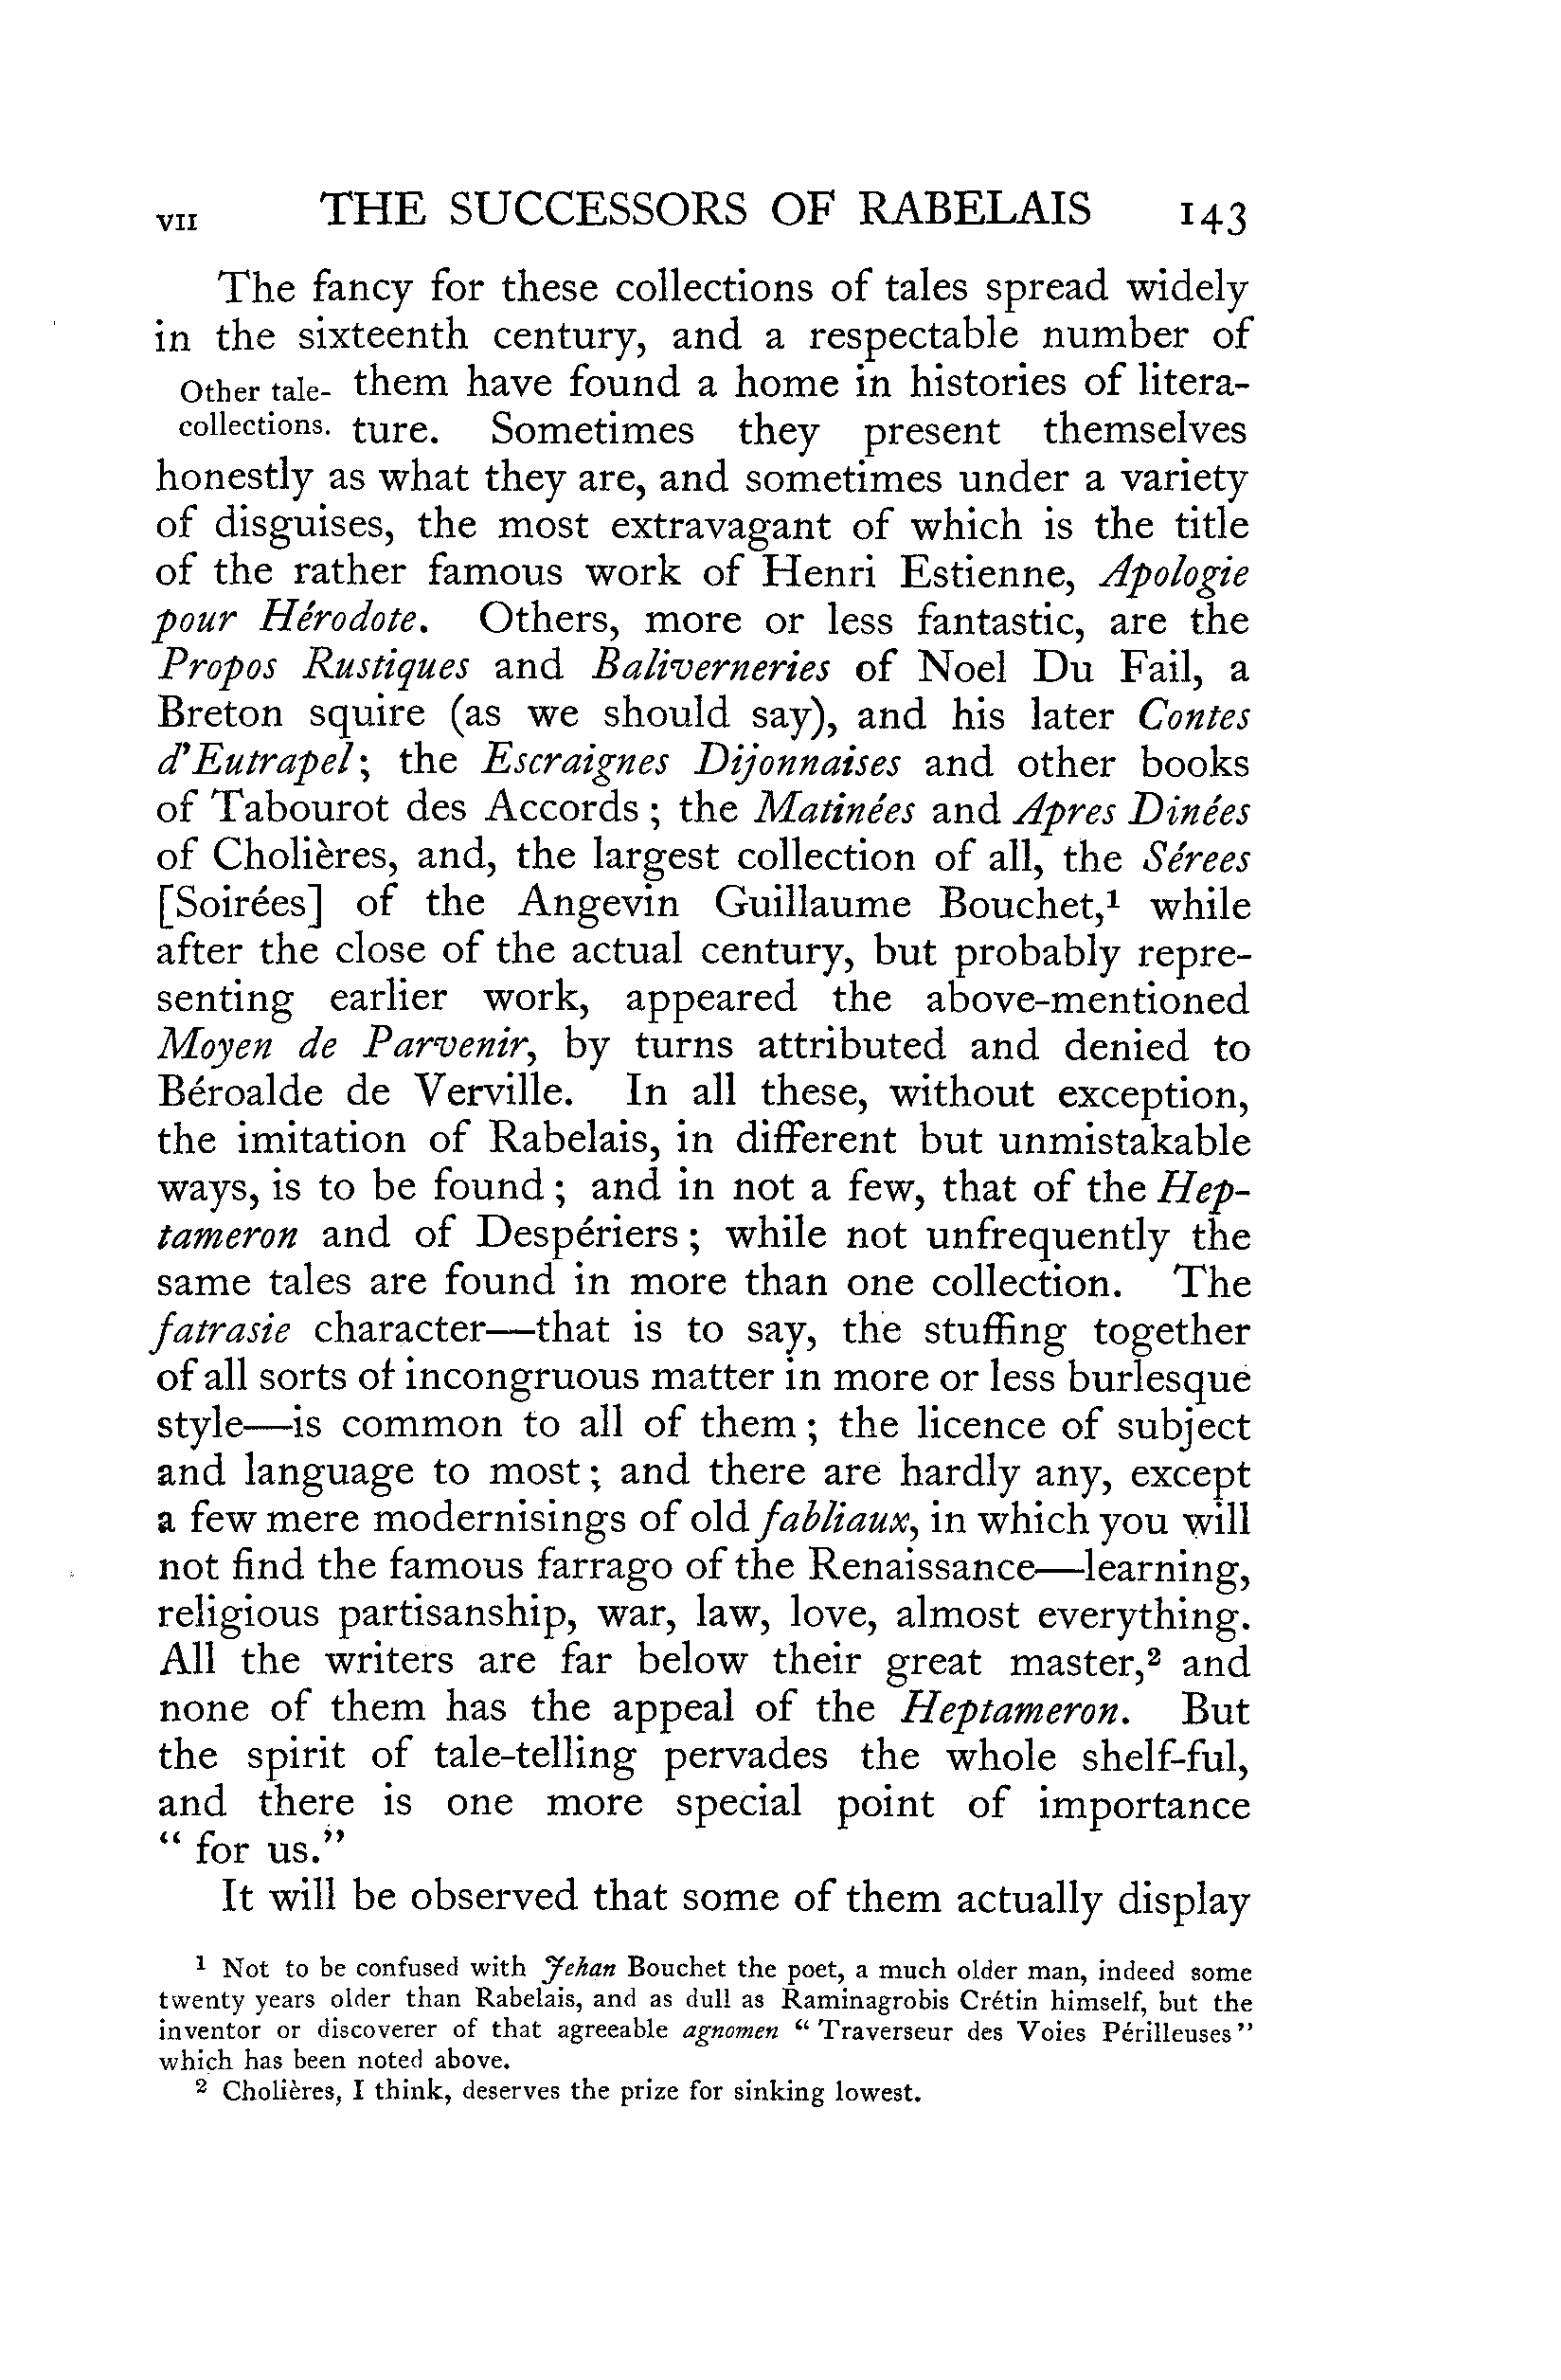 VII THE SUCCESSORS OF RABELAIS 143
The fancy for these collections of tales spread widely
in the sixteenth century, and a respectable number of
Other tale- them have found a home in histories of litera-
collections. ture. Sometimes they present themselves
honestly as what they are, and sometimes under a variety
of disguises, the most extravagant of which is the title
of the rather famous work of Henri Estienne, Apologie
pour Hérodote. Others, more or less fantastic, are the
Propos Rustiques and Baliverneries of Noel Du Fail, a
Breton squire (as we should say), and his later Contes
d'Eutrapel; the Escraignes Dijonnaises and other books
of Tabourot des Accords; the Matinées and Apres Dinées
of Cholières, and, the largest collection of all, the Sérees
[Soirées] of the Angevin Guillaume Bouchet,¹ while
after the close of the actual century, but probably repre-
senting earlier work, appeared the above-mentioned
Moyen de Parvenir, by turns attributed and denied to
Béroalde de Verville. In all these, without exception,
the imitation of Rabelais, in different but unmistakable
ways, is to be found; and in not a few, that of the Hep-
tameron and of Despériers; while not unfrequently the
same tales are found in more than one collection. The
fatrasie character—that is to say, the stuffing together
of all sorts of incongruous matter in more or less burlesque
style—is common to all of them; the licence of subject
and language to most; and there are hardly any, except
a few mere modernisings of old fabliaux, in which you will
not find the famous farrago of the Renaissance—learning,
religious partisanship, war, law, love, almost everything.
All the writers are far below their great master,² and
none of them has the appeal of the Heptameron. But
the spirit of tale-telling pervades the whole shelf-ful,
and there is one more special point of importance
"for us."
It will be observed that some of them actually display
¹ Not to be confused with Jehan Bouchet the poet, a much older man, indeed some
twenty years older than Rabelais, and as dull as Raminagrobis Crétin himself, but the
inventor or discoverer of that agreeable agnomen "Traverseur des Voies Périlleuses"
which has been noted above.
² Cholières, I think, deserves the prize for sinking lowest.